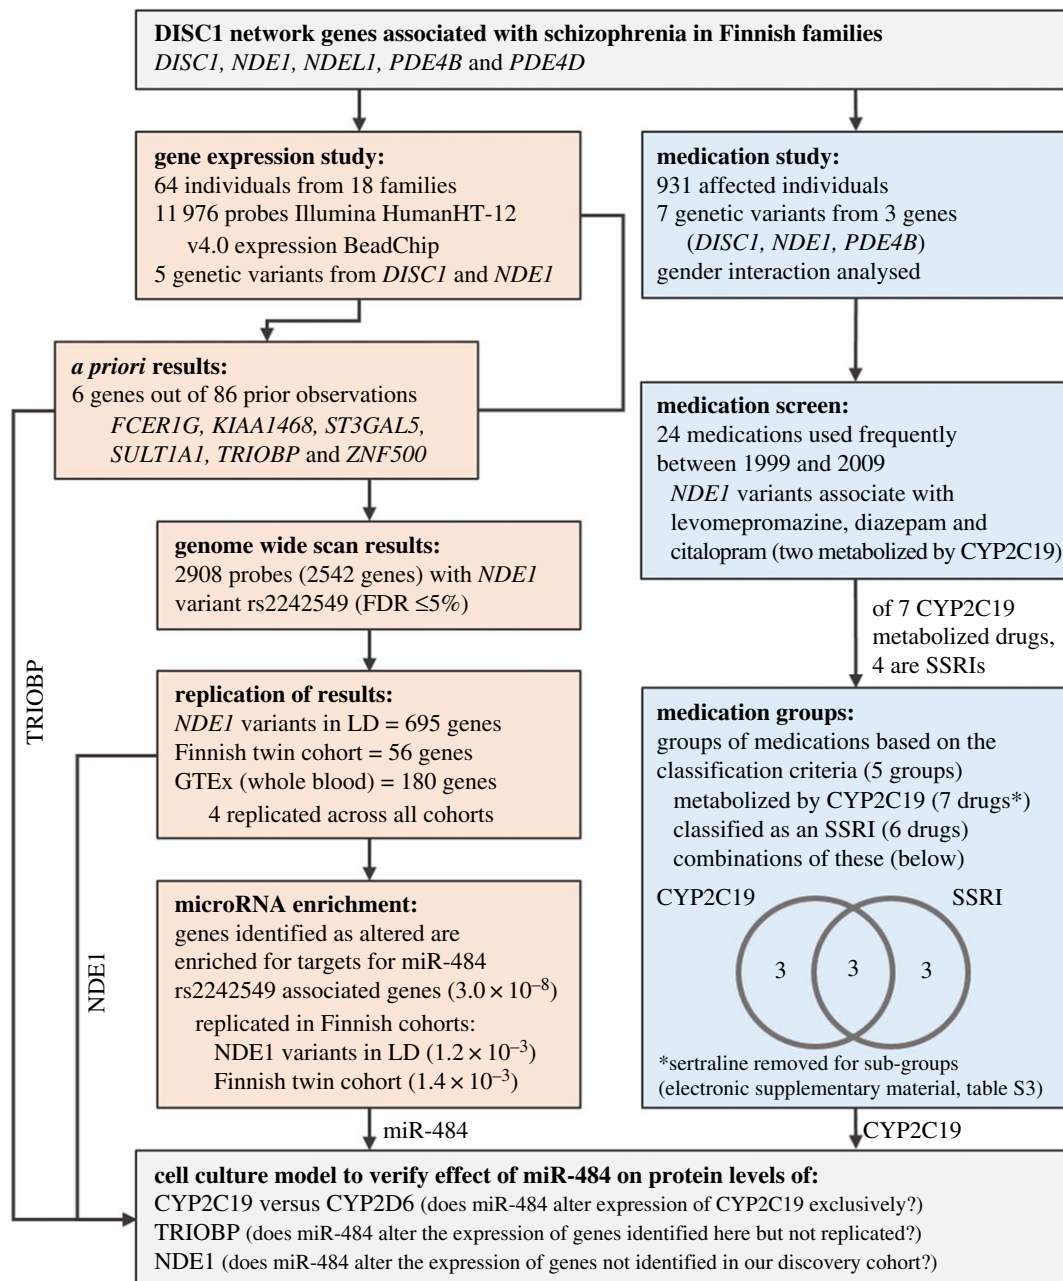 DISC1 network genes associated with schizophrenia in Finnish families
DISC1, NDE1, NDEL1, PDE4B and PDE4D
gene expression study:
64 individuals from 18 families
11 976 probes Illumina HumanHT-12
v4.0 expression BeadChip
5 genetic variants from DISC1 and NDE1
a priori results:
6 genes out of 86 prior observations
FCER1G, KIAA1468, ST3GAL5,
SULT1A1, TRIOBP and ZNF500
genome wide scan results:
2908 probes (2542 genes) with NDE1
variant rs2242549 (FDR ≤5%)
replication of results:
NDE1 variants in LD = 695 genes
Finnish twin cohort = 56 genes
GTEx (whole blood) = 180 genes
4 replicated across all cohorts
microRNA enrichment:
genes identified as altered are
enriched for targets for miR-484
rs2242549 associated genes (3.0 × 10⁻⁸)
replicated in Finnish cohorts:
NDE1 variants in LD (1.2 × 10⁻³)
Finnish twin cohort (1.4 × 10⁻³)
TRIOBP
NDE1
miR-484
medication study:
931 affected individuals
7 genetic variants from 3 genes
(DISC1, NDE1, PDE4B)
gender interaction analysed
medication screen:
24 medications used frequently
between 1999 and 2009
NDE1 variants associate with
levomepromazine, diazepam and
citalopram (two metabolized by CYP2C19)
of 7 CYP2C19
metabolized drugs,
4 are SSRIs
medication groups:
groups of medications based on the
classification criteria (5 groups)
metabolized by CYP2C19 (7 drugs*)
classified as an SSRI (6 drugs)
combinations of these (below)
CYP2C19 SSRI
3 3 3
*sertraline removed for sub-groups
(electronic supplementary material, table S3)
CYP2C19
cell culture model to verify effect of miR-484 on protein levels of:
CYP2C19 versus CYP2D6 (does miR-484 alter expression of CYP2C19 exclusively?)
TRIOBP (does miR-484 alter the expression of genes identified here but not replicated?)
NDE1 (does miR-484 alter the expression of genes not identified in our discovery cohort?)